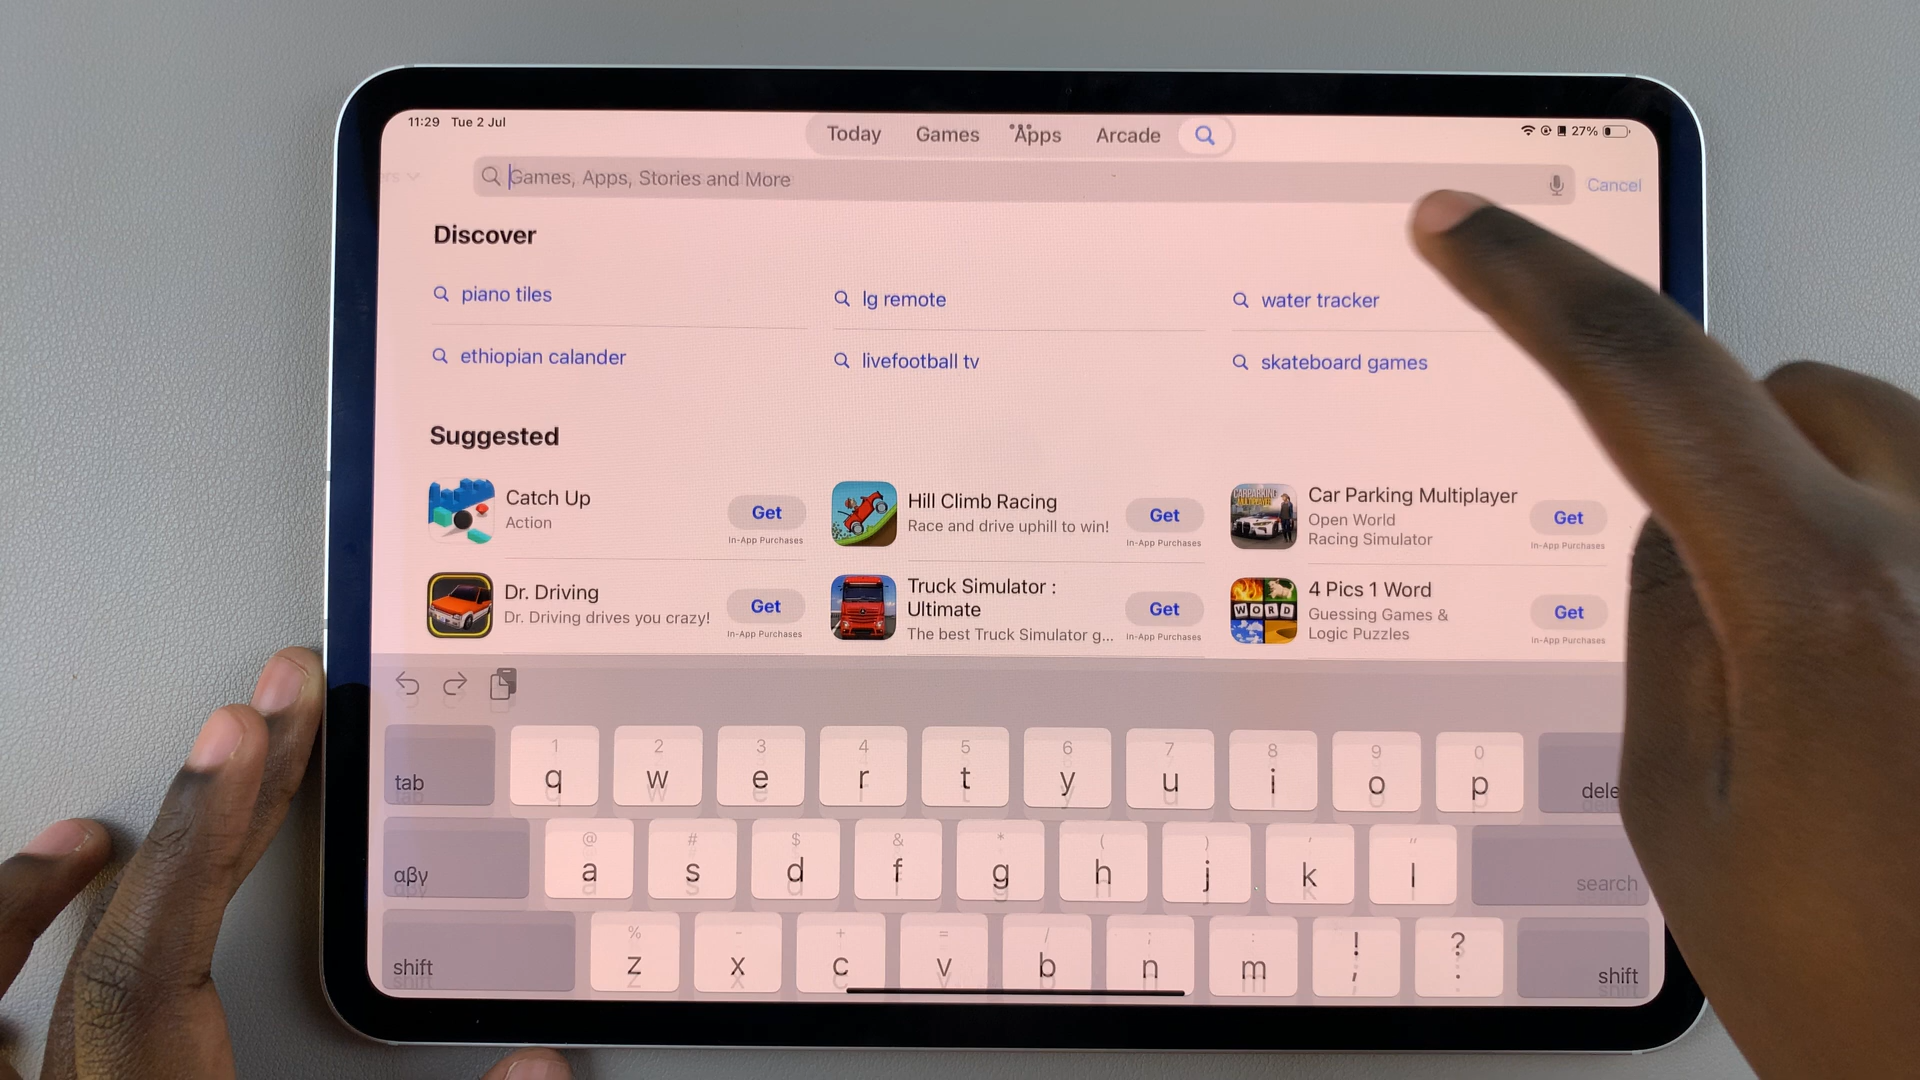 11:29 Tue 2 Jul
Today Games Apps Arcade
27%
Games, Apps, Stories and More
Cancel
Discover
piano tiles
lg remote
water tracker
ethiopian calander
livefootball tv
skateboard games
Suggested
Catch Up
Action
Get
In-App Purchases
Hill Climb Racing
Race and drive uphill to win!
Get
In-App Purchases
Car Parking Multiplayer
Open World
Racing Simulator
Get
In-App Purchases
Dr. Driving
Dr. Driving drives you crazy!
Get
In-App Purchases
Truck Simulator :
Ultimate
The best Truck Simulator g...
Get
In-App Purchases
WORD
4 Pics 1 Word
Guessing Games &
Logic Puzzles
Get
In-App Purchases
1 2 3 4 5 6 7 8 9 0
tab q w e r t y u i o p dele
@ # $ & * ( ) ' "
αβγ a s d f g h j k l search
% - + = / ; : ! ?
shift z x c v b n m , . shift